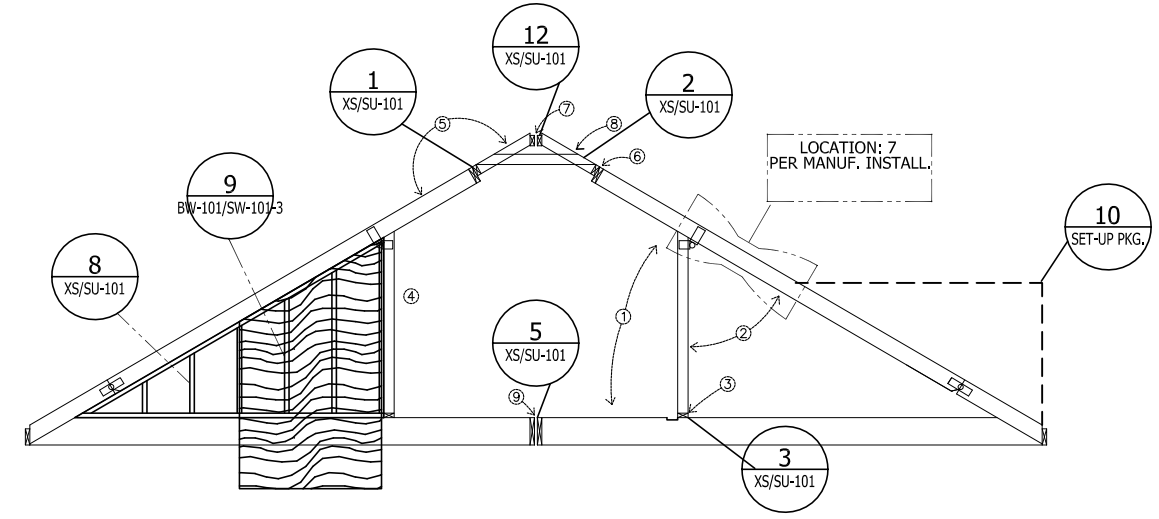 12
XS/SU-101
1
XS/SU-101
2
XS/SU-101
7
5
8
6
LOCATION: 7
PER MANUF. INSTALL.
9
BW-101/SW-101-3
10
SET-UP PKG.
8
XS/SU-101
4
1
2
5
XS/SU-101
3
9
3
XS/SU-101